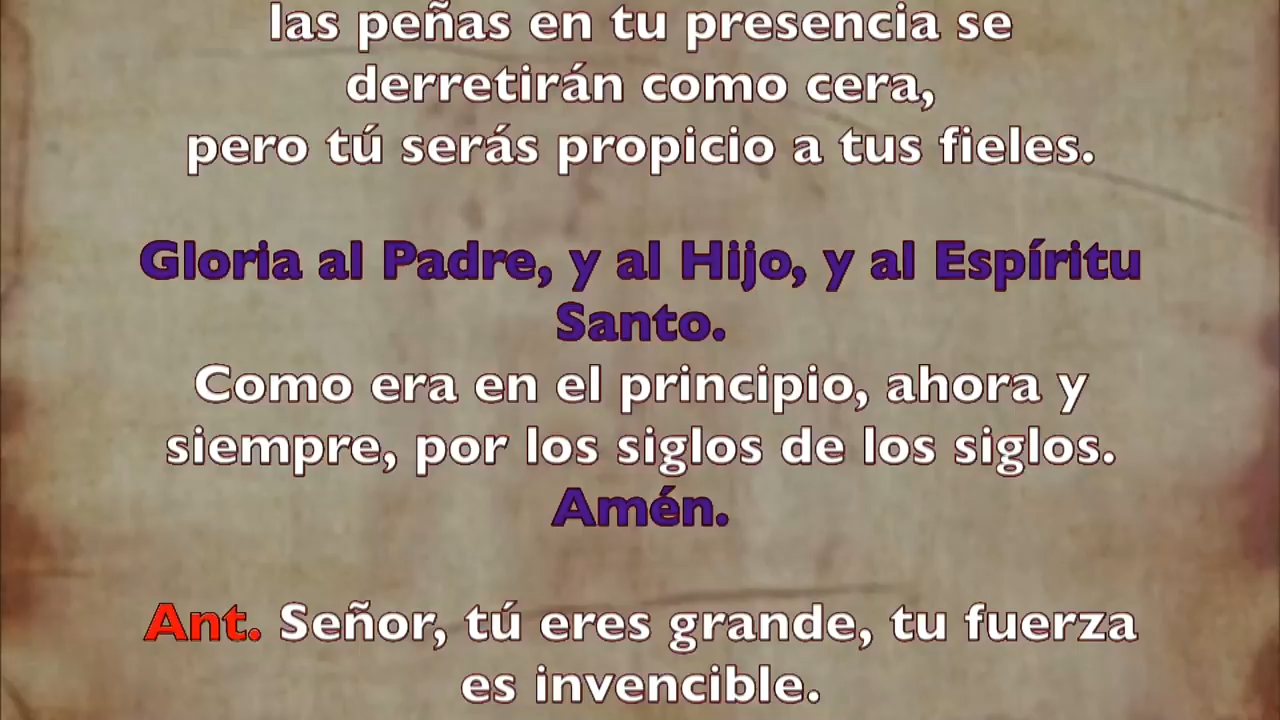 las peñas en tu presencia se
derretirán como cera,
pero tú serás propicio a tus fieles.
Gloria al Padre, y al Hijo, y al Espíritu
Santo.
Como era en el principio, ahora y
siempre, por los siglos de los siglos.
Amén.
Ant. Señor, tú eres grande, tu fuerza
es invencible.